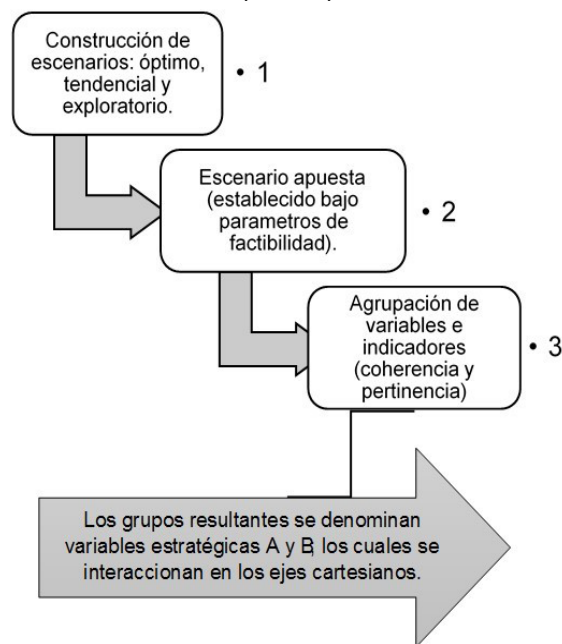 Construcción de
escenarios: óptimo,
tendencial y
exploratorio.
• 1
Escenario apuesta
(establecido bajo
parametros de
factibilidad).
• 2
Agrupación de
variables e
indicadores
(coherencia y
pertinencia)
• 3
Los grupos resultantes se denominan
variables estratégicas A y B, los cuales se
interaccionan en los ejes cartesianos.